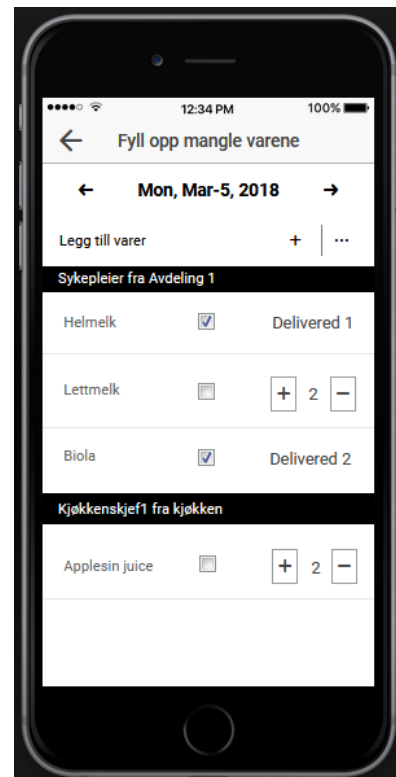 12:34 PM 100%
Fyll opp mangle varene
Mon, Mar-5, 2018
Legg till varer + ...
Sykepleier fra Avdeling 1
Helmelk Delivered 1
Lettmelk + 2 −
Biola Delivered 2
Kjøkkenskjef1 fra kjøkken
Applesin juice + 2 −